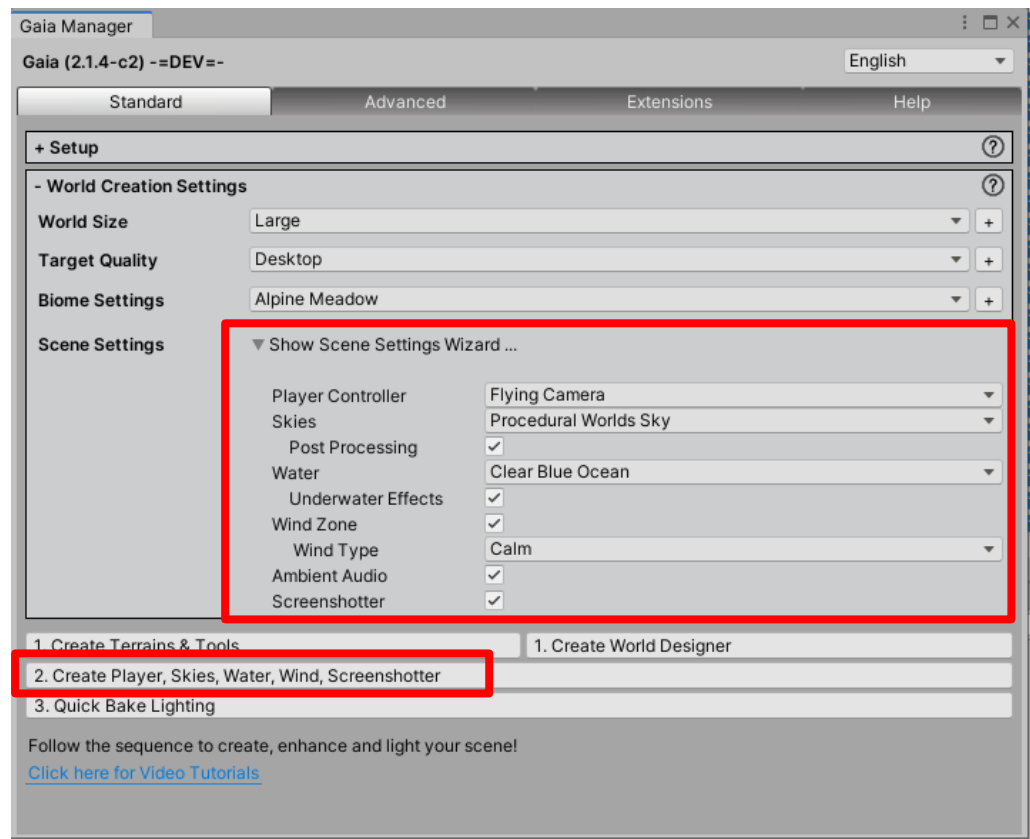 Gaia Manager
Gaia (2.1.4-c2) -=DEV=-
English
Standard Advanced Extensions Help
+ Setup ?
- World Creation Settings ?
World Size Large +
Target Quality Desktop +
Biome Settings Alpine Meadow +
Scene Settings Show Scene Settings Wizard ...
Player Controller Flying Camera
Skies Procedural Worlds Sky
Post Processing
Water Clear Blue Ocean
Underwater Effects
Wind Zone
Wind Type Calm
Ambient Audio
Screenshotter
1. Create Terrains & Tools 1. Create World Designer
2. Create Player, Skies, Water, Wind, Screenshotter
3. Quick Bake Lighting
Follow the sequence to create, enhance and light your scene!
Click here for Video Tutorials